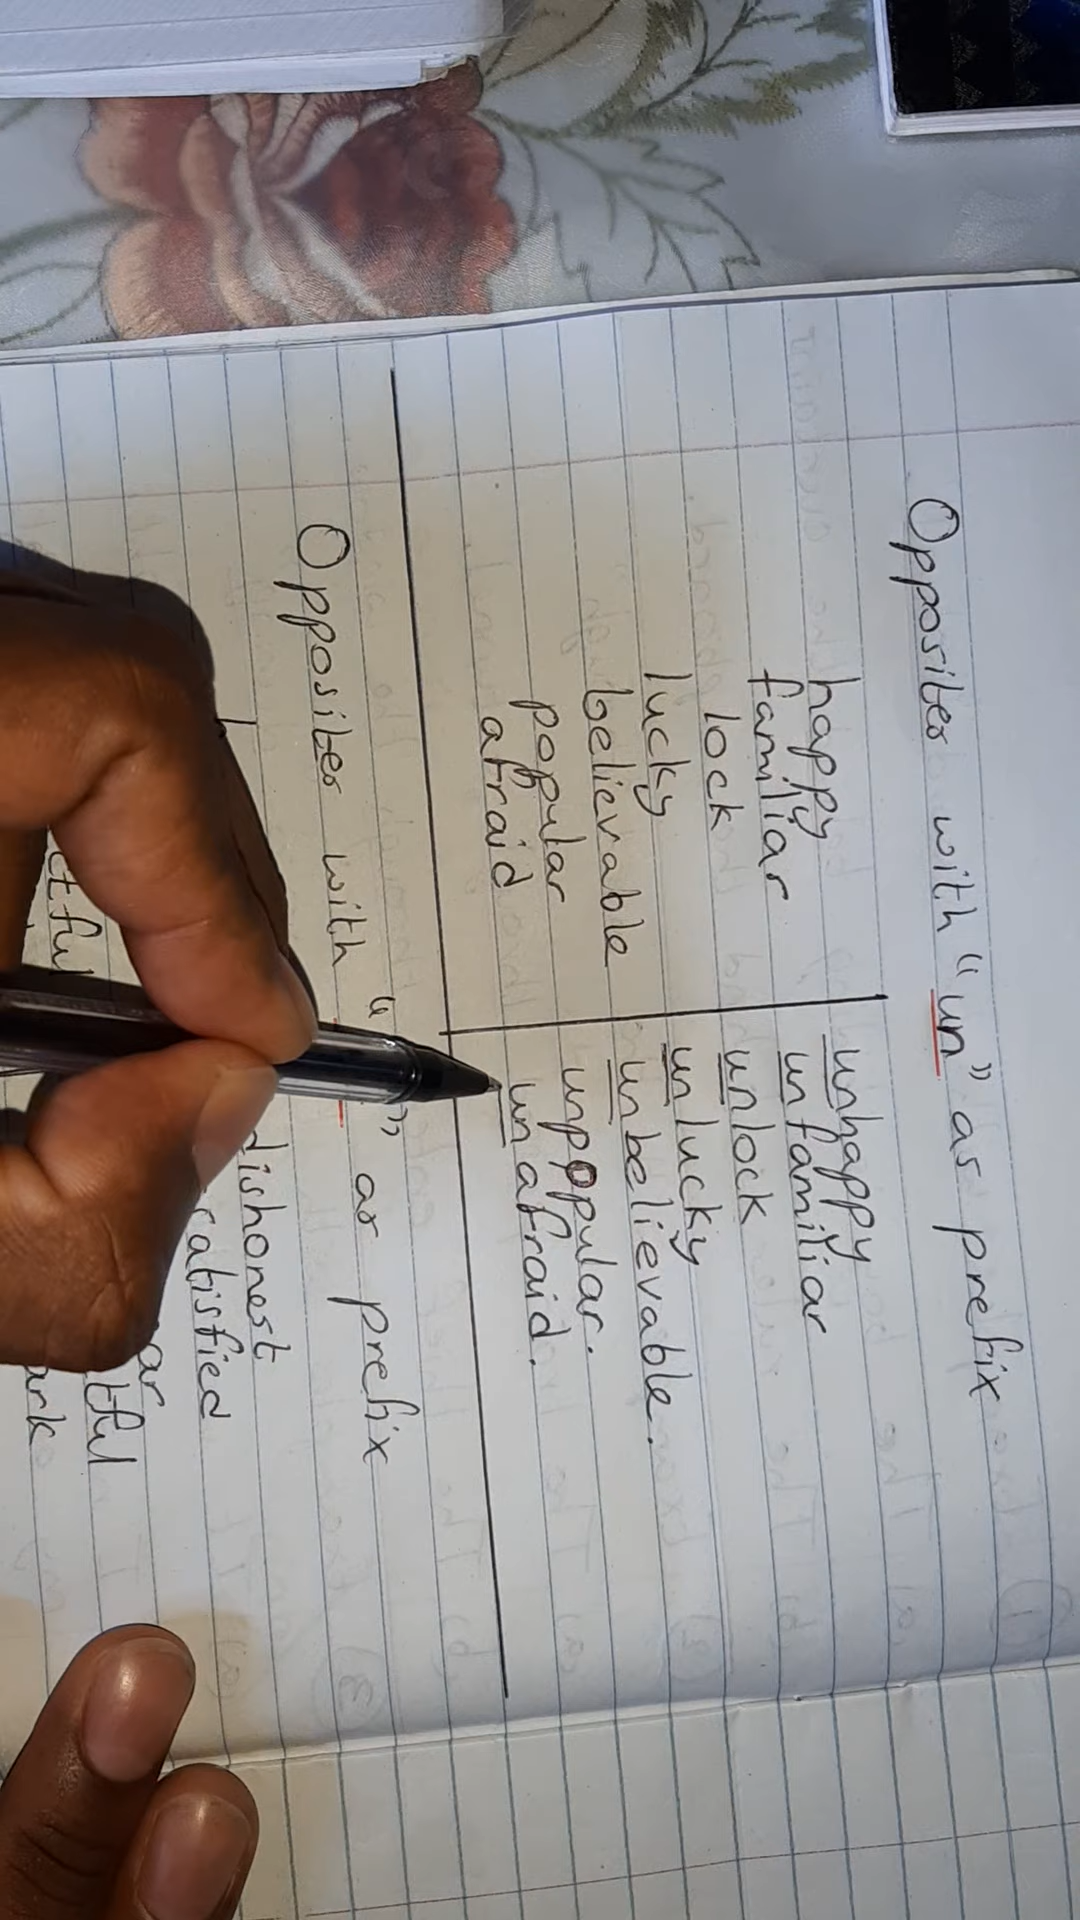 Opposites with "un" as prefix
happy unhappy
familiar unfamiliar
lock unlock
lucky unlucky
believable unbelievable.
popular unpopular.
afraid unafraid.
Opposites with " " as prefix
dishonest
satisfied